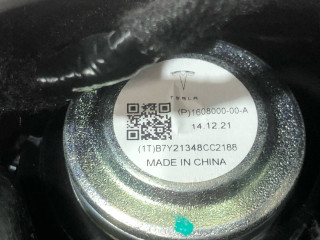 TESLA
(P)1608000-00-A
14.12.21
(1T)B7Y21348CC2188
MADE IN CHINA